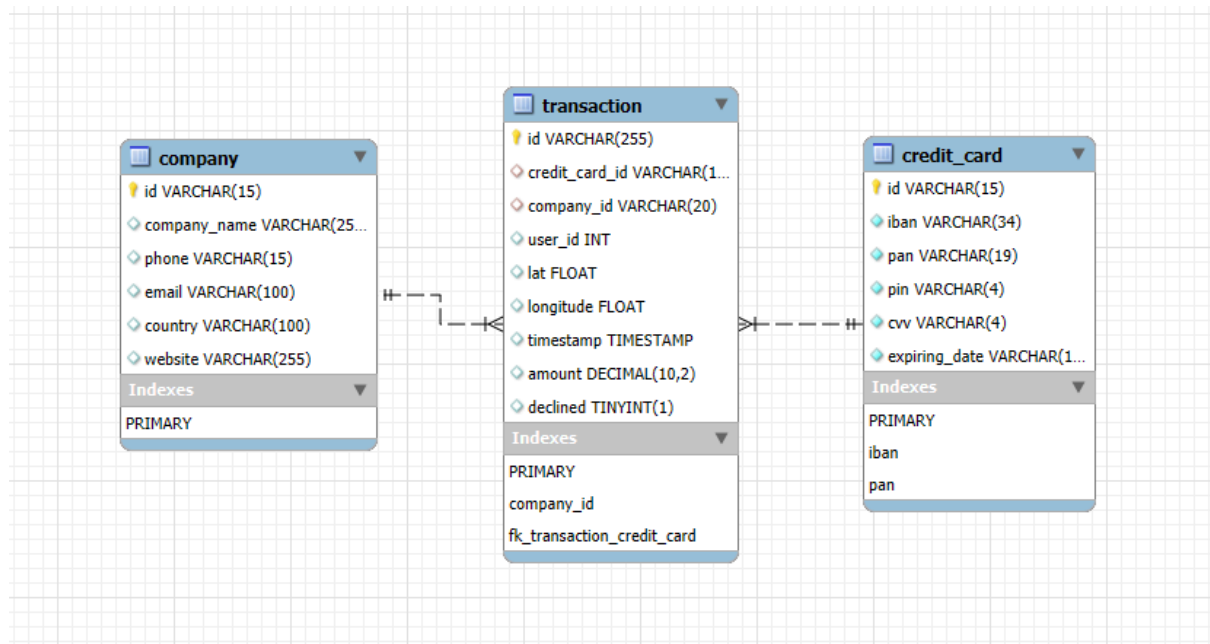 company
id VARCHAR(15)
company_name VARCHAR(25...
phone VARCHAR(15)
email VARCHAR(100)
country VARCHAR(100)
website VARCHAR(255)
Indexes
PRIMARY
transaction
id VARCHAR(255)
credit_card_id VARCHAR(1...
company_id VARCHAR(20)
user_id INT
lat FLOAT
longitude FLOAT
timestamp TIMESTAMP
amount DECIMAL(10,2)
declined TINYINT(1)
Indexes
PRIMARY
company_id
fk_transaction_credit_card
credit_card
id VARCHAR(15)
iban VARCHAR(34)
pan VARCHAR(19)
pin VARCHAR(4)
cvv VARCHAR(4)
expiring_date VARCHAR(1...
Indexes
PRIMARY
iban
pan